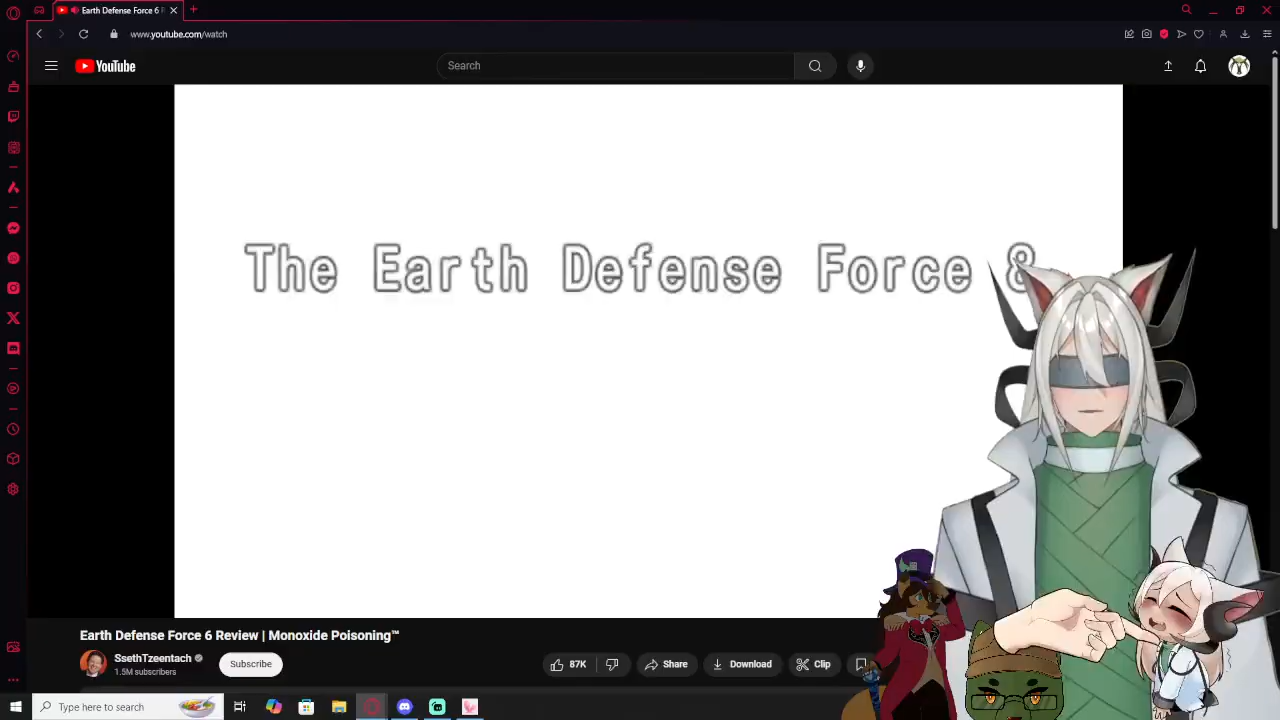 Earth Defense Force 6 R
www.youtube.com/watch
YouTube
Search
The Earth Defense Force 8
Earth Defense Force 6 Review | Monoxide Poisoning™
SsethTzeentach
1.5M subscribers
Subscribe
87K
Share
Download
Clip
Type here to search